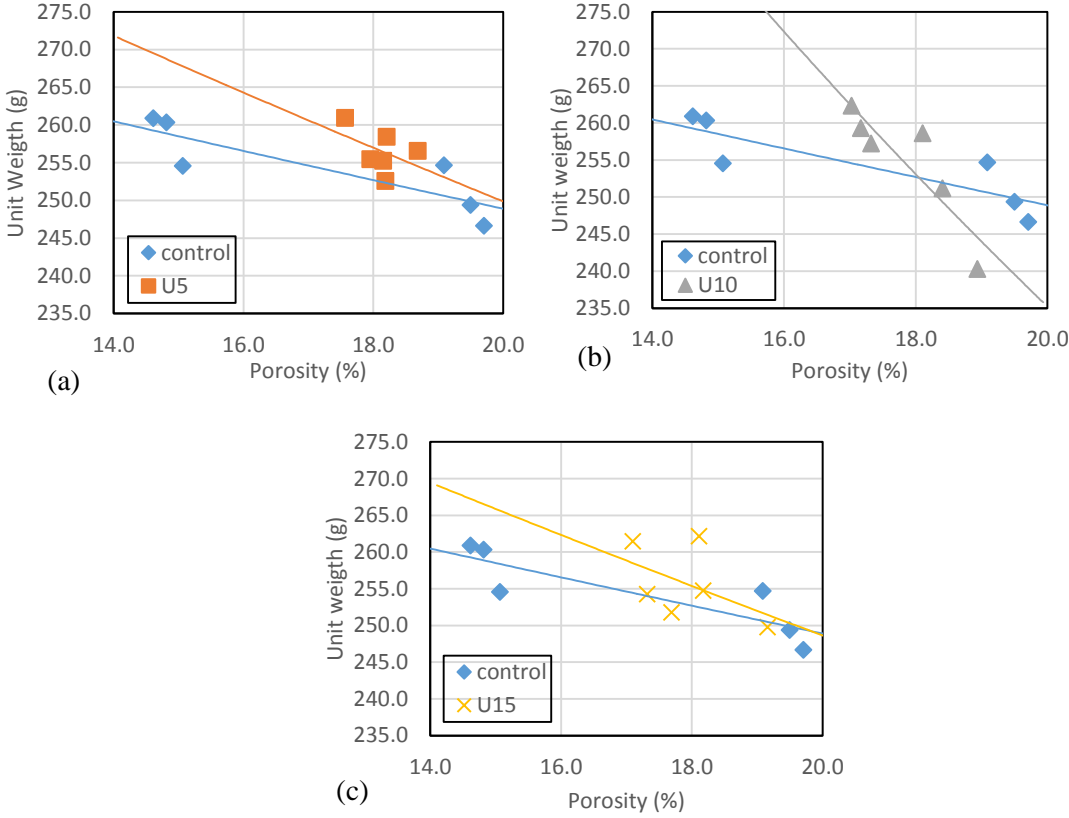 275.0
270.0
265.0
260.0
255.0
250.0
245.0
240.0
235.0
Unit Weigth (g)
control
U5
14.0 16.0 18.0 20.0
Porosity (%)
(a)
275.0
270.0
265.0
260.0
255.0
250.0
245.0
240.0
235.0
Unit weigth (g)
control
U10
14.0 16.0 18.0 20.0
Porosity (%)
(b)
275.0
270.0
265.0
260.0
255.0
250.0
245.0
240.0
235.0
Unit weigth (g)
control
U15
14.0 16.0 18.0 20.0
Porosity (%)
(c)